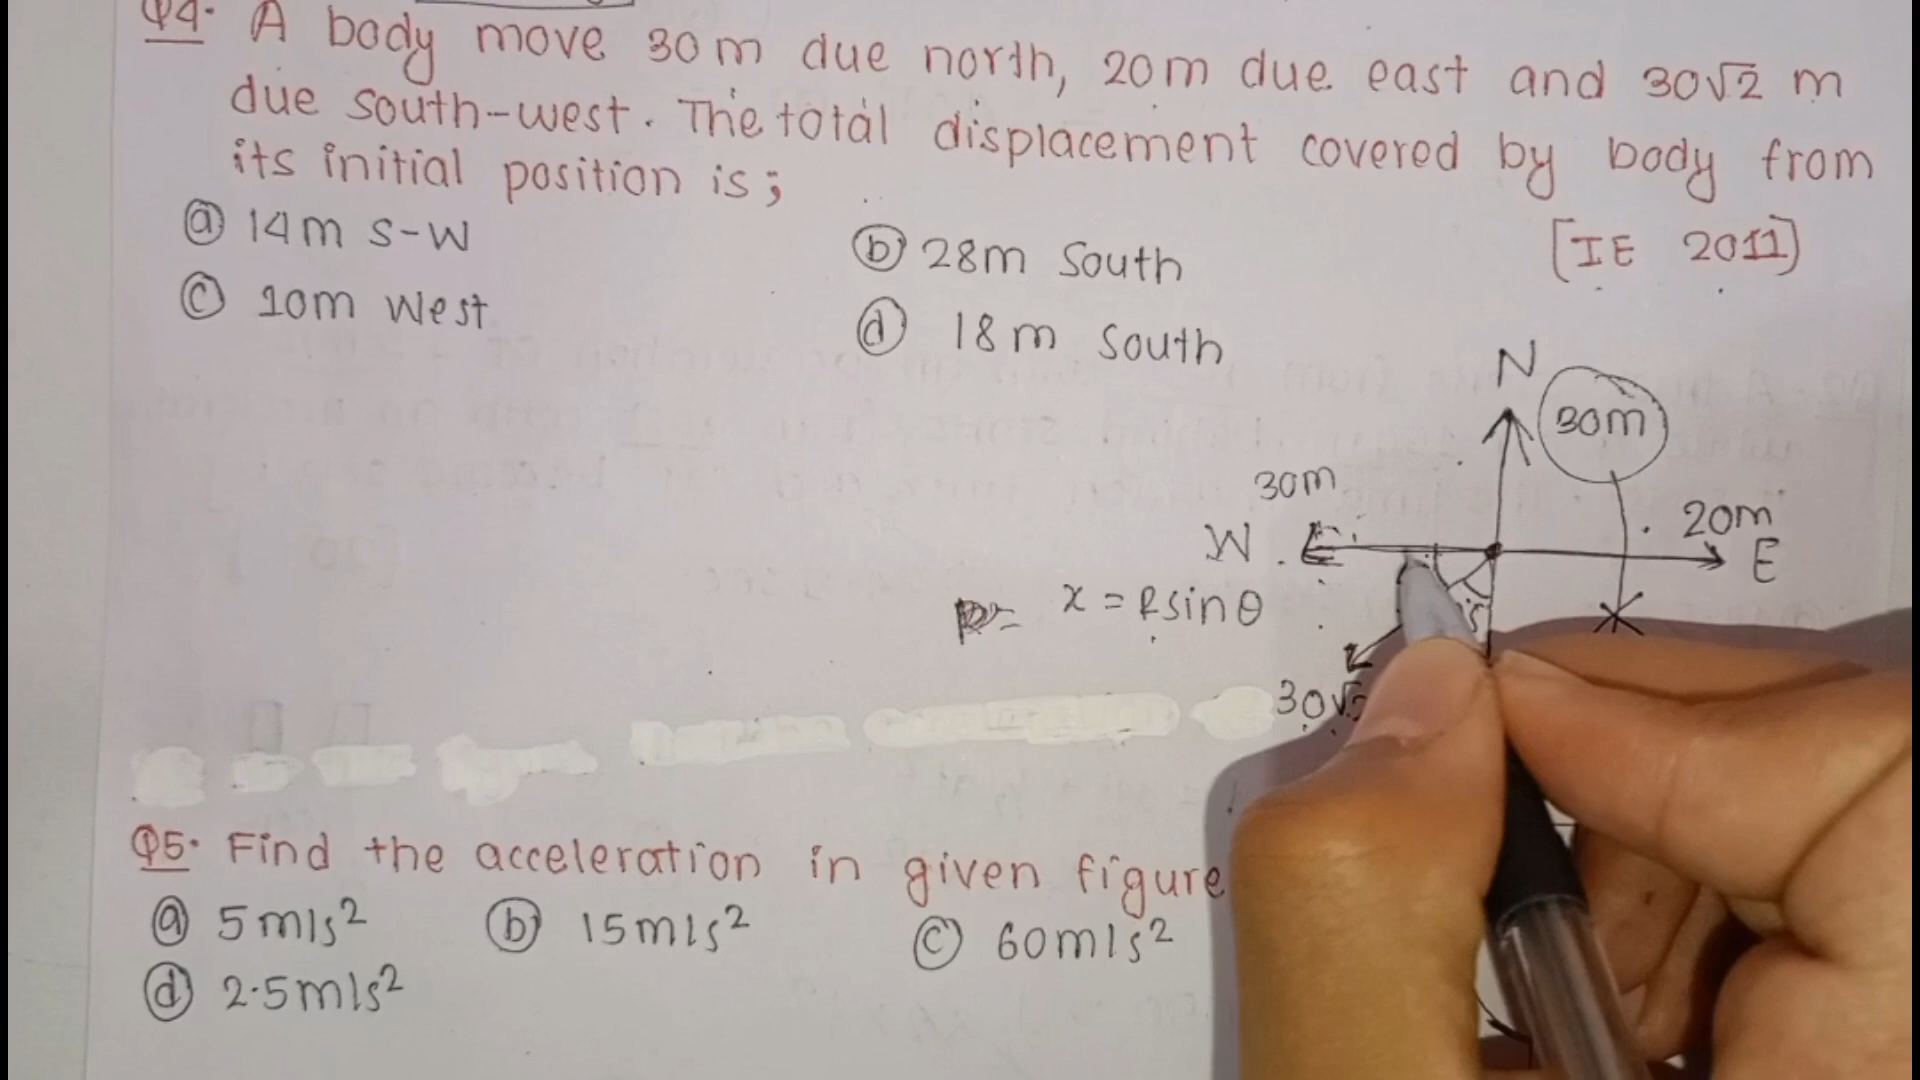 Q4. A body move 30m due north, 20m due east and 30√2 m
due south-west. The total displacement covered by body from
its initial position is;
ⓐ 14m S-W
ⓑ 28m South
[IE 2011]
ⓒ 10m West
ⓓ 18m South
N
30m
30m
20m
W
E
x = Rsinθ
30√2
Q5. Find the acceleration in given figure
ⓐ 5m/s²
ⓑ 15m/s²
ⓒ 60m/s²
ⓓ 2.5m/s²